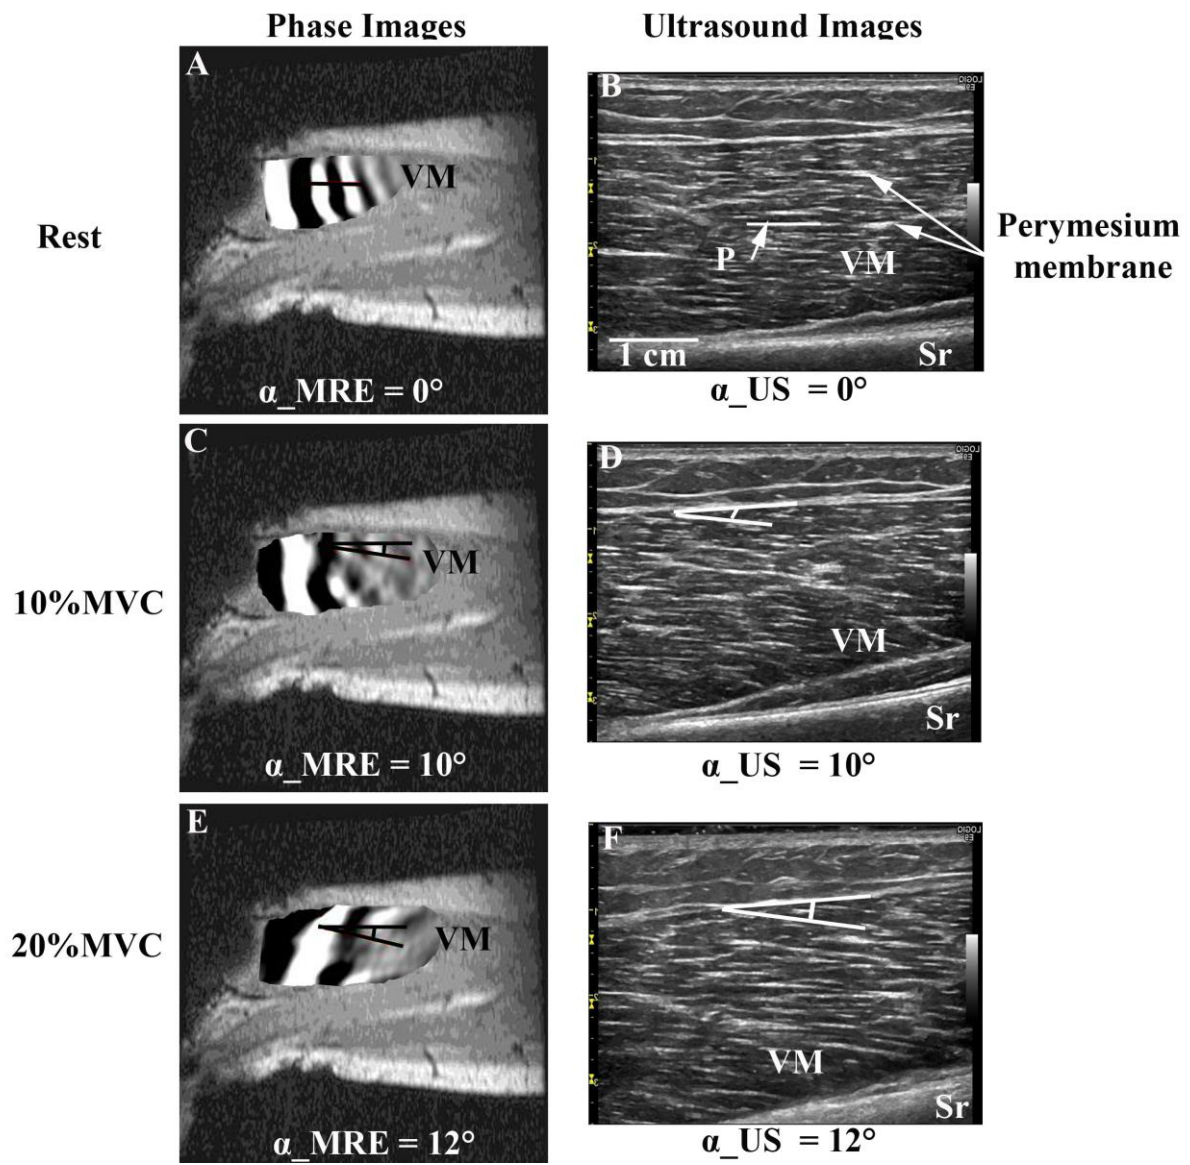 Phase Images
Ultrasound Images
A
B
VM
Rest
P
VM
Perymesium
membrane
1 cm
Sr
α_MRE = 0°
α_US = 0°
C
D
VM
10%MVC
VM
Sr
α_MRE = 10°
α_US = 10°
E
F
VM
20%MVC
VM
Sr
α_MRE = 12°
α_US = 12°